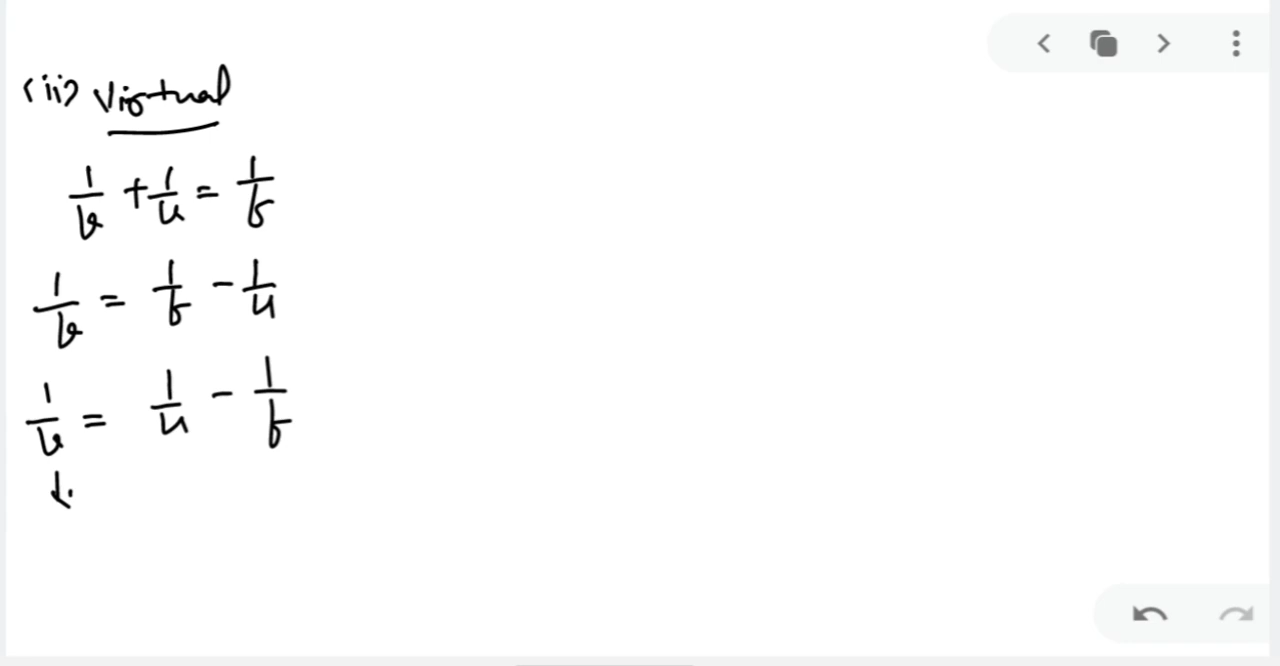 (ii) Virtual
1/v + 1/u = 1/f
1/v = 1/f - 1/u
1/v = 1/u - 1/f
↓